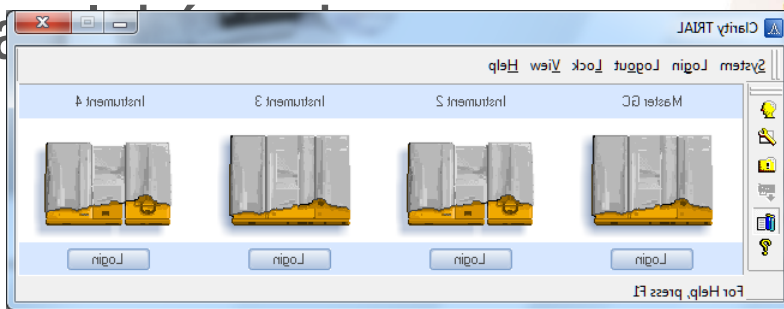 Clarity TRIAL
System Login Logout Lock View Help
Master GC Instrument 2 Instrument 3 Instrument 4
Login Login Login Login
For Help, press F1